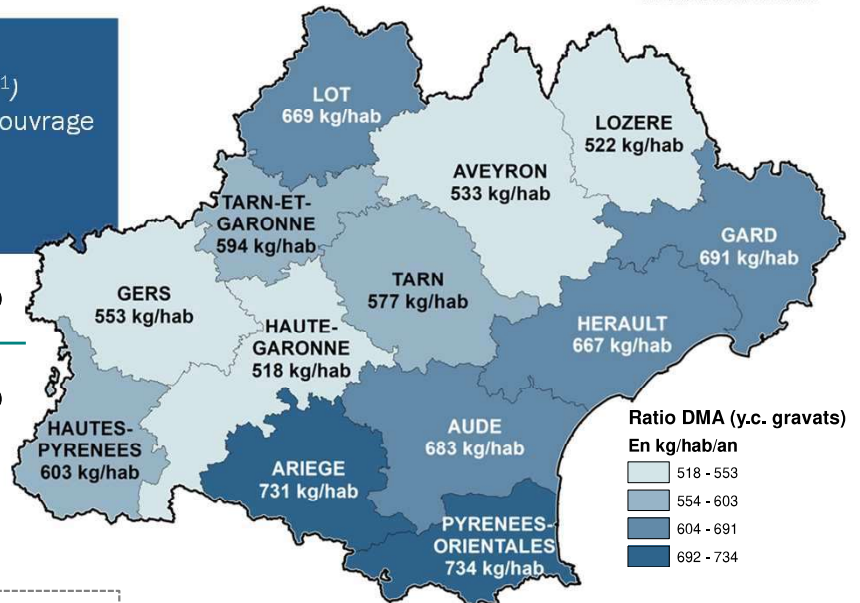 1)
ouvrage
)
)
LOT
669 kg/hab
LOZERE
522 kg/hab
AVEYRON
533 kg/hab
TARN-ET-
GARONNE
594 kg/hab
GARD
691 kg/hab
TARN
577 kg/hab
GERS
553 kg/hab
HAUTE-
GARONNE
518 kg/hab
HERAULT
667 kg/hab
HAUTES-
PYRENEES
603 kg/hab
AUDE
683 kg/hab
ARIEGE
731 kg/hab
PYRENEES-
ORIENTALES
734 kg/hab
Ratio DMA (y.c. gravats)
En kg/hab/an
518 - 553
554 - 603
604 - 691
692 - 734